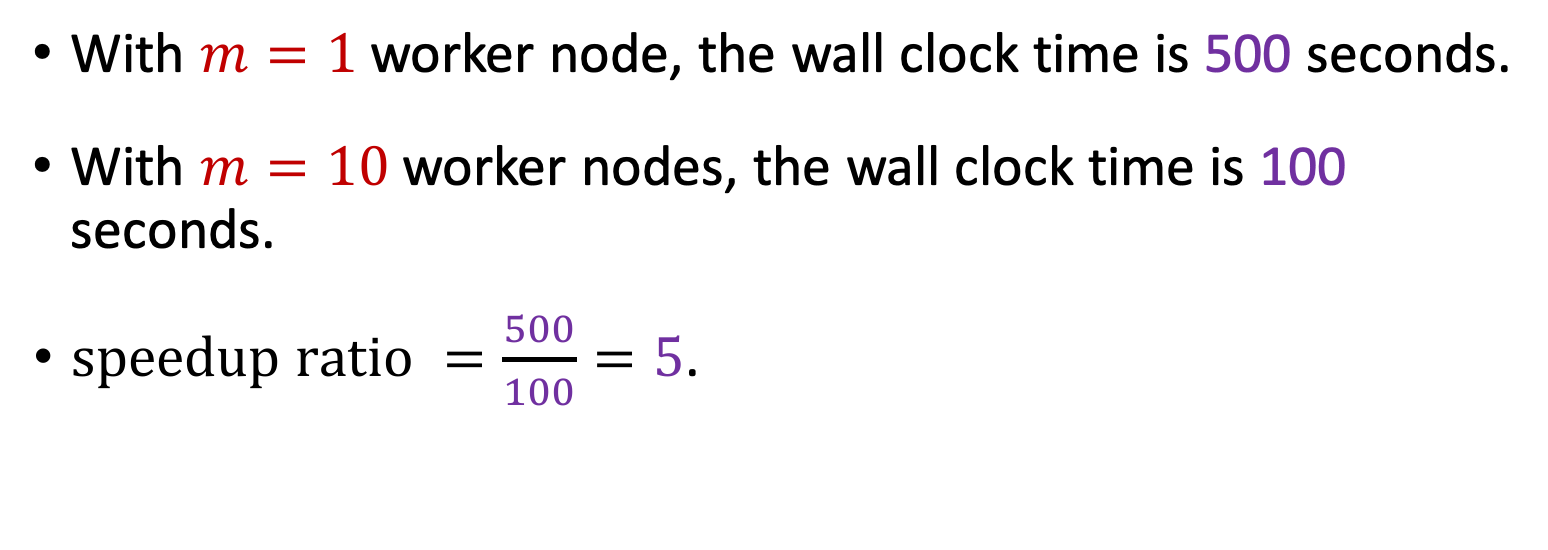 • With m = 1 worker node, the wall clock time is 500 seconds.
• With m = 10 worker nodes, the wall clock time is 100
seconds.
• speedup ratio = 500/100 = 5.